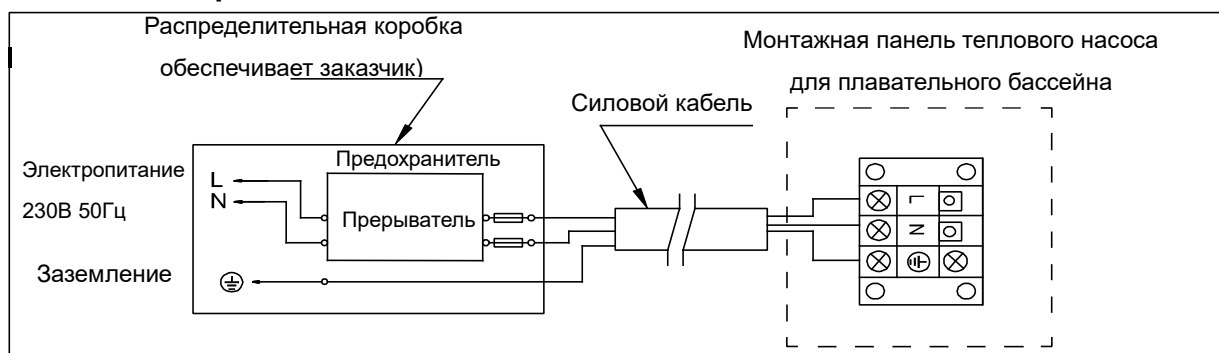 Распределительная коробка
обеспечивает заказчик)
Монтажная панель теплового насоса
для плавательного бассейна
Силовой кабель
Электропитание
230В 50Гц
Предохранитель
L
N
Прерыватель
Заземление
L
N